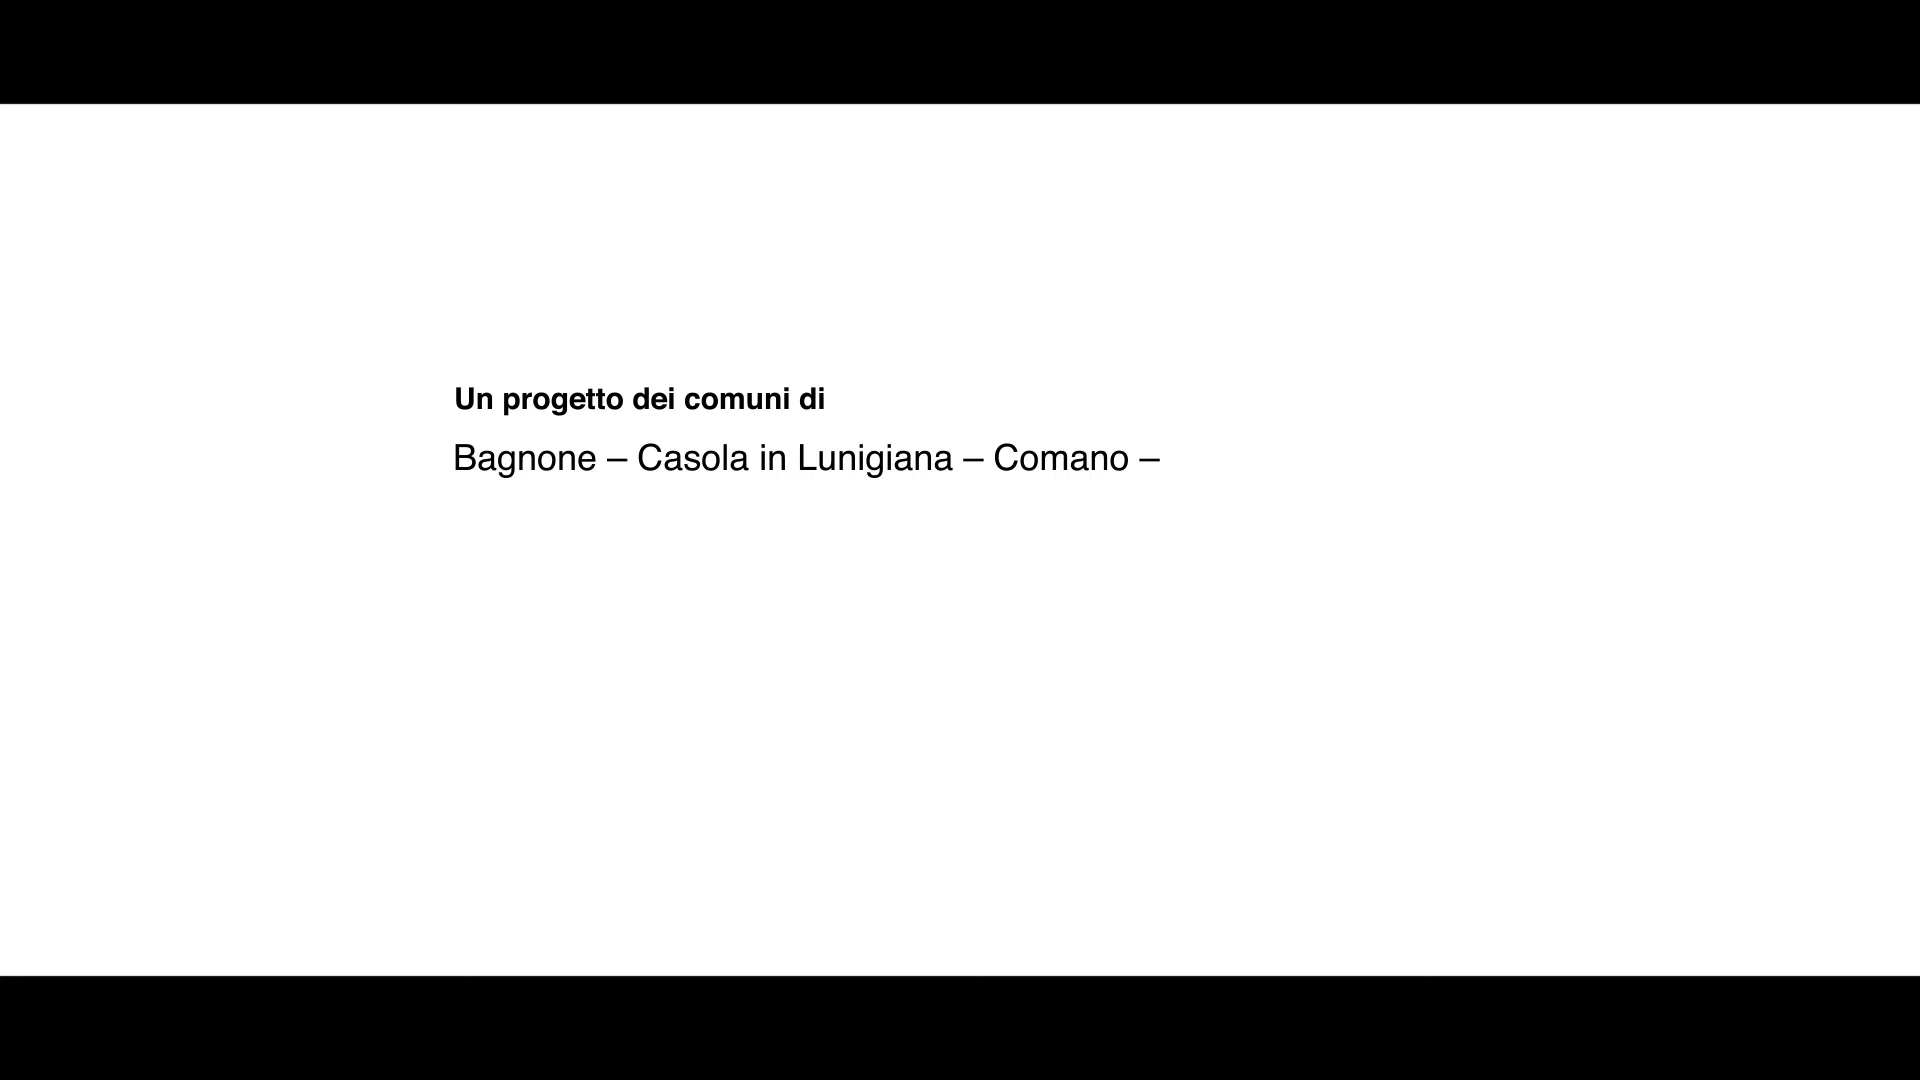 Un progetto dei comuni di
Bagnone – Casola in Lunigiana – Comano –